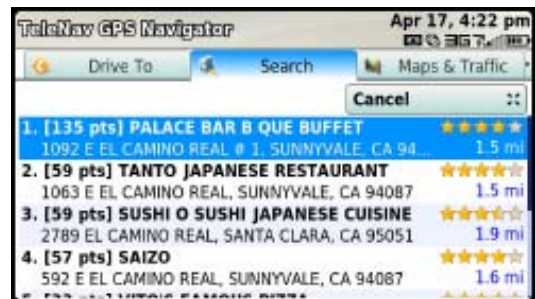 TeleNav GPS Navigator
Apr 17, 4:22 pm
Drive To
Search
Maps & Traffic
Cancel
1. [135 pts] PALACE BAR B QUE BUFFET
1092 E EL CAMINO REAL # 1, SUNNYVALE, CA 94...
1.5 mi
2. [59 pts] TANTO JAPANESE RESTAURANT
1063 E EL CAMINO REAL, SUNNYVALE, CA 94087
1.5 mi
3. [59 pts] SUSHI O SUSHI JAPANESE CUISINE
2789 EL CAMINO REAL, SANTA CLARA, CA 95051
1.9 mi
4. [57 pts] SAIZO
592 E EL CAMINO REAL, SUNNYVALE, CA 94087
1.6 mi